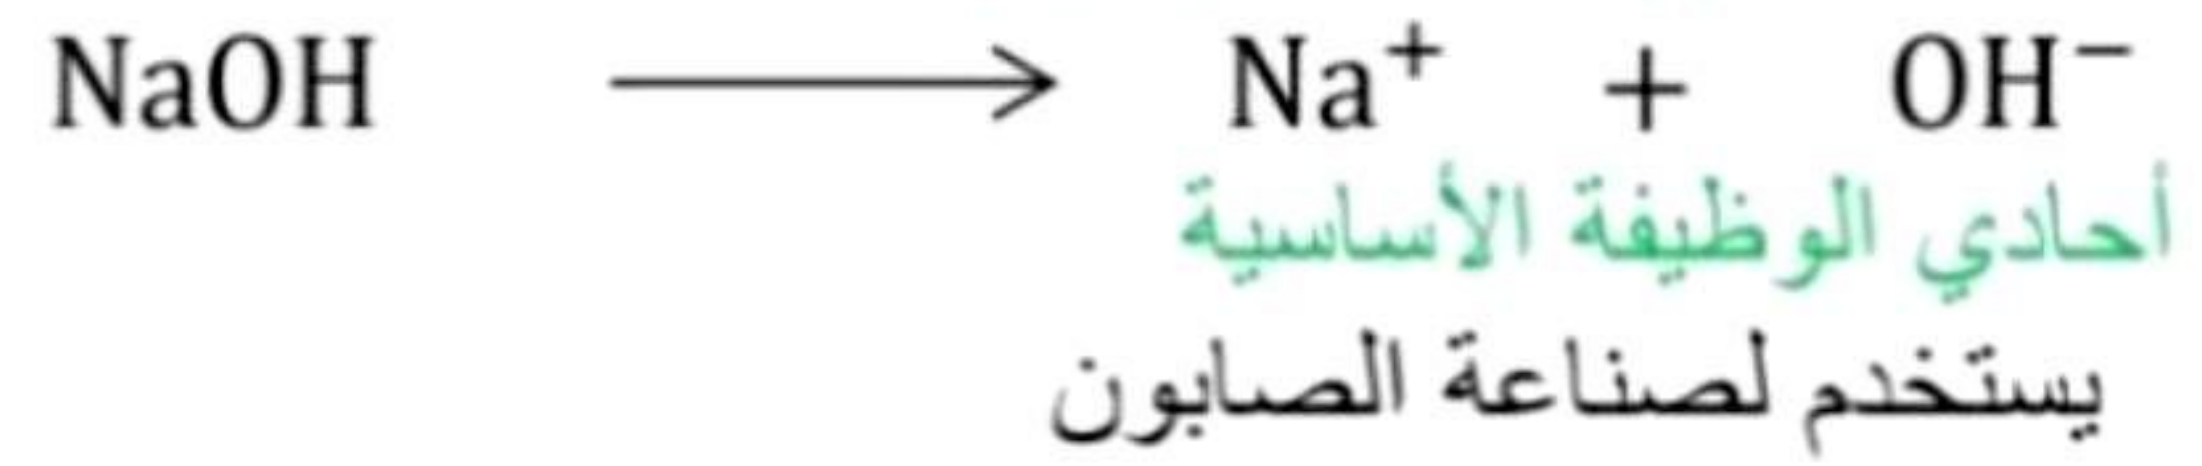 NaOH ⟶ Na⁺ + OH⁻
أحادي الوظيفة الأساسية
يستخدم لصناعة الصابون